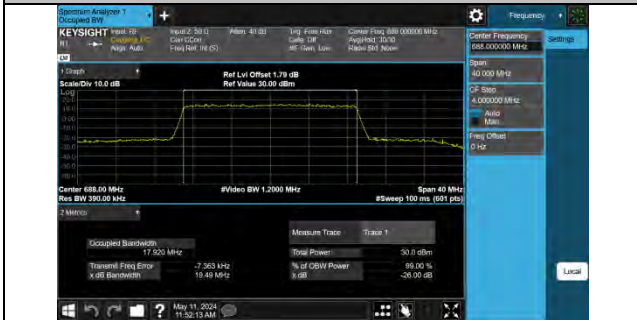 Spectrum Analyzer 1
Occupied BW
Frequency
KEYSIGHT Input: RF
Input Z: 50 Ω
Atten: 40 dB
Trig: Free Run
Center Freq: 688.000000 MHz
Corr CCorr
Gate: Off
Avg|Hold: 30/30
Align: Auto
Freq Ref: Int (S)
#IF Gain: Low
Radio Std: None
Center Frequency
688.000000 MHz
Settings
Span
40.000 MHz
CF Step
4.000000 MHz
Auto
Man
Freq Offset
0 Hz
1 Graph
Scale/Div 10.0 dB
Ref Lvl Offset 1.79 dB
Ref Value 30.00 dBm
Log
Center 688.00 MHz
#Video BW 1.2000 MHz
Span 40 MHz
Res BW 390.00 kHz
#Sweep 100 ms (601 pts)
2 Metrics
Measure Trace
Trace 1
Occupied Bandwidth
17.920 MHz
Total Power
30.0 dBm
Transmit Freq Error
-7.363 kHz
% of OBW Power
99.00 %
x dB Bandwidth
19.49 MHz
x dB
-26.00 dB
Local
May 11, 2024
11:52:13 AM